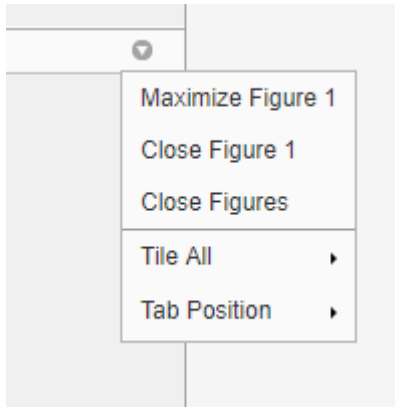 Maximize Figure 1
Close Figure 1
Close Figures
Tile All
Tab Position